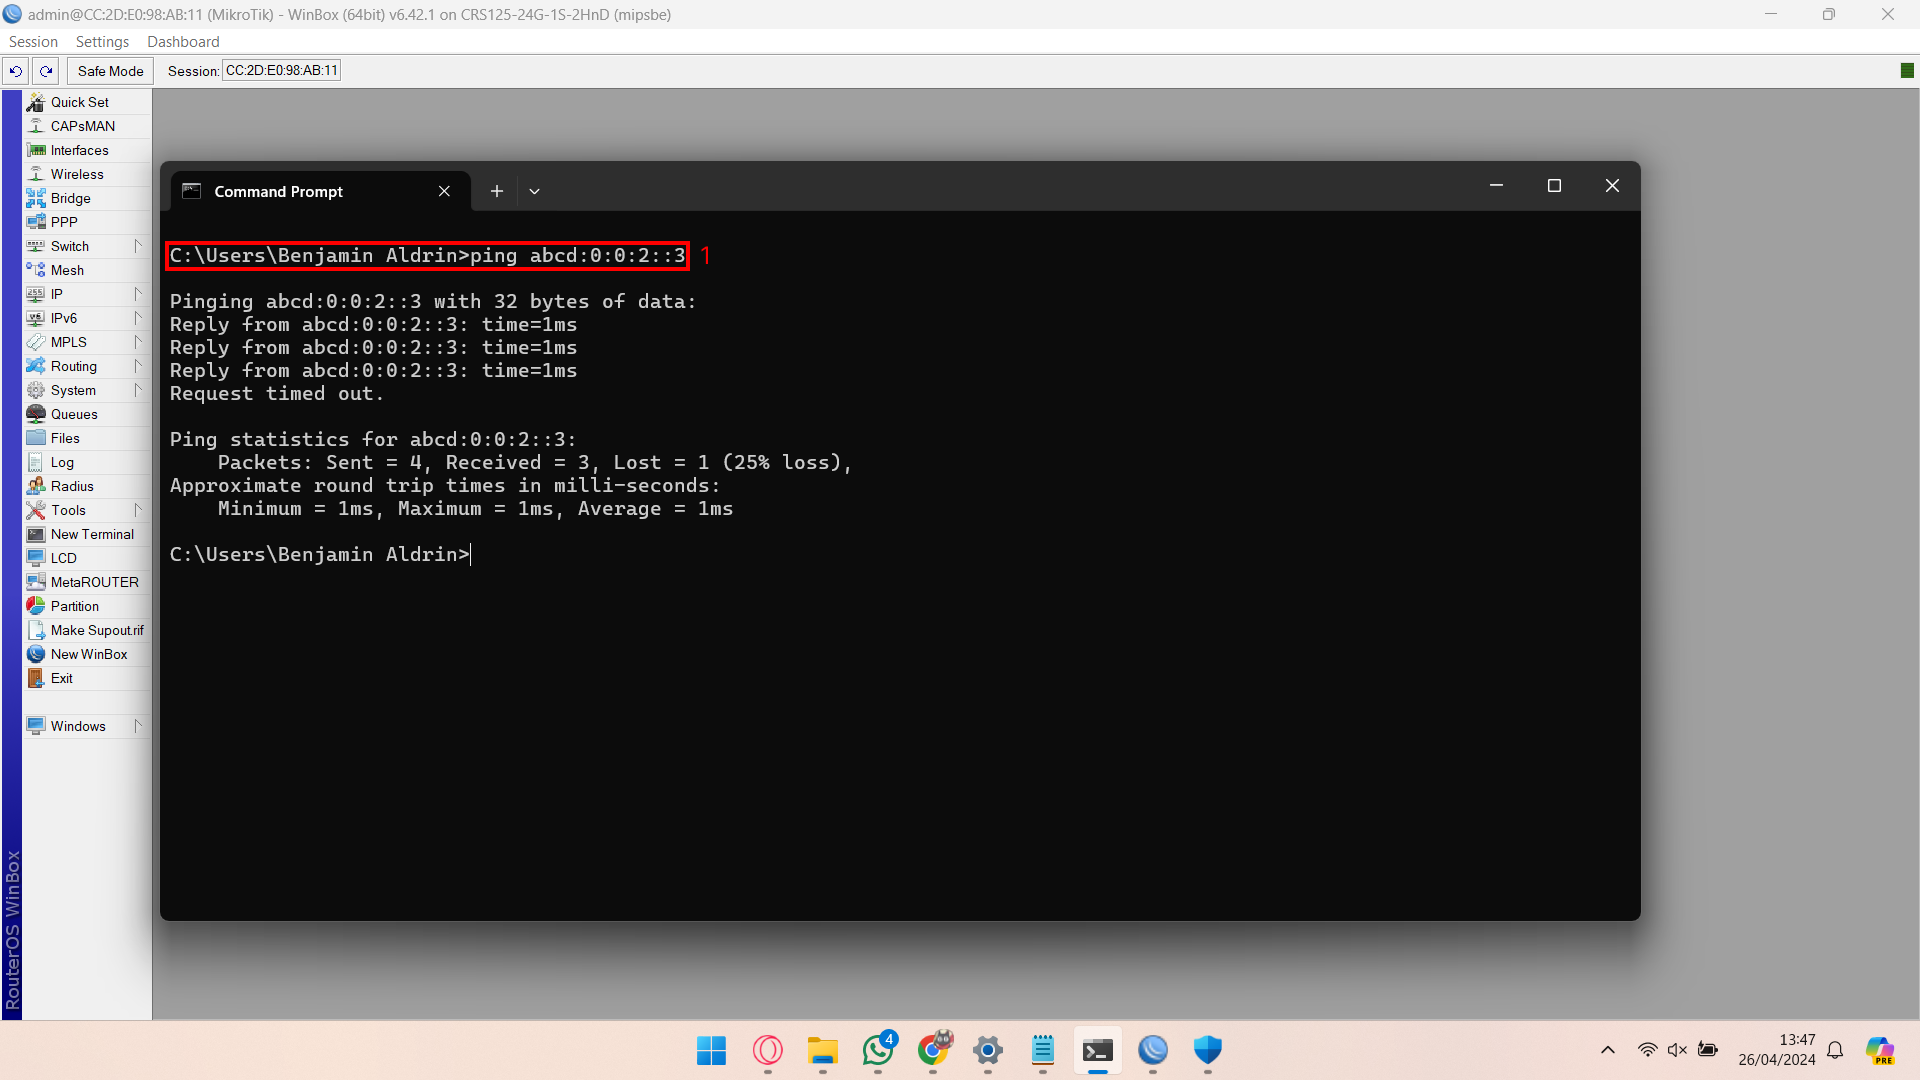 admin@CC:2D:E0:98:AB:11 (MikroTik) - WinBox (64bit) v6.42.1 on CRS125-24G-1S-2HnD (mipsbe)
Session Settings Dashboard
Safe Mode Session: CC:2D:E0:98:AB:11
Quick Set
CAPsMAN
Interfaces
Wireless
Bridge
PPP
Switch
Mesh
IP
IPv6
MPLS
Routing
System
Queues
Files
Log
Radius
Tools
New Terminal
LCD
MetaROUTER
Partition
Make Supout.rif
New WinBox
Exit
Windows
RouterOS WinBox
Command Prompt
C:\Users\Benjamin Aldrin>ping abcd:0:0:2::3 1
Pinging abcd:0:0:2::3 with 32 bytes of data:
Reply from abcd:0:0:2::3: time=1ms
Reply from abcd:0:0:2::3: time=1ms
Reply from abcd:0:0:2::3: time=1ms
Request timed out.
Ping statistics for abcd:0:0:2::3:
Packets: Sent = 4, Received = 3, Lost = 1 (25% loss),
Approximate round trip times in milli-seconds:
Minimum = 1ms, Maximum = 1ms, Average = 1ms
C:\Users\Benjamin Aldrin>
4
13:47
26/04/2024
PRE